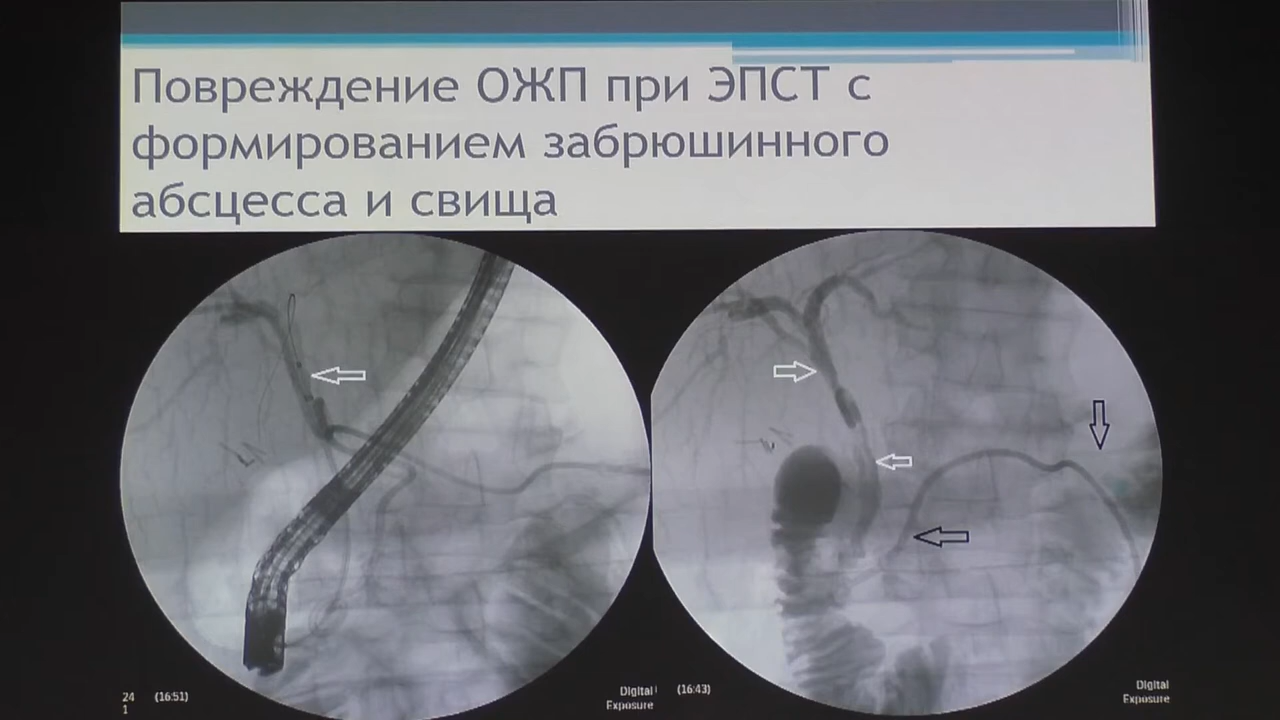 Повреждение ОЖП при ЭПСТ с
формированием забрюшинного
абсцесса и свища
24 (16:51)
1
Digital
Exposure
(16:43)
Digital
Exposure